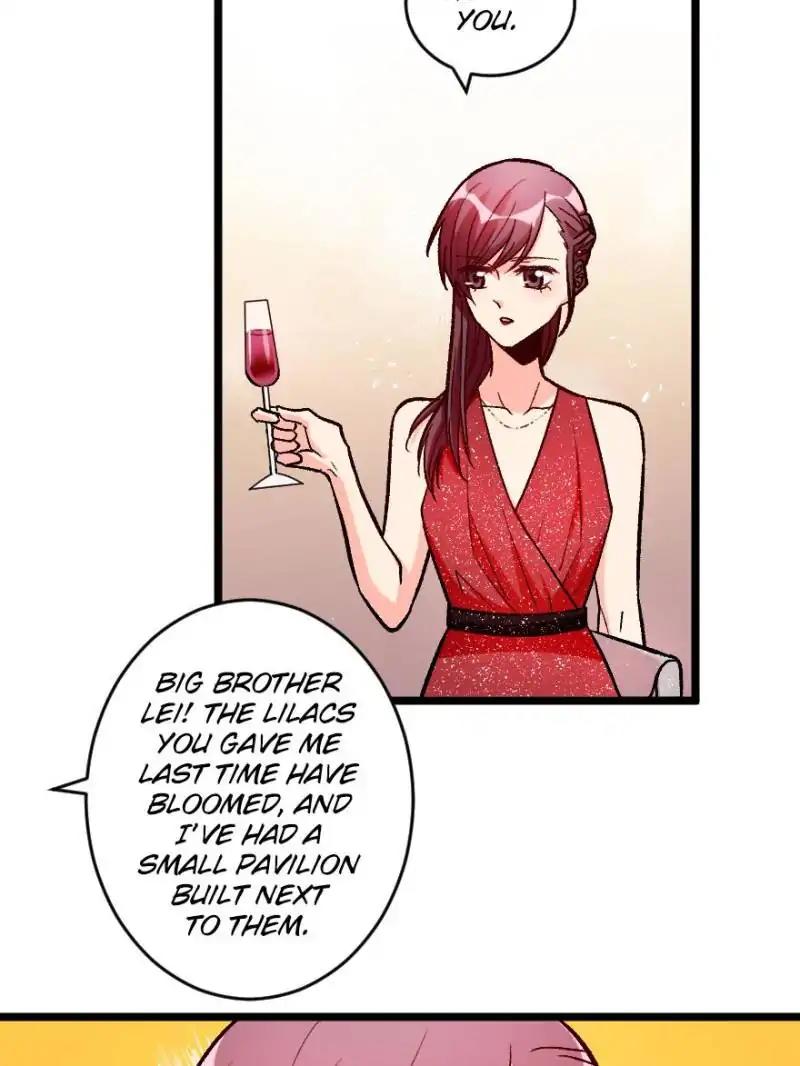 YOU.
BIG BROTHER
LEI! THE LILACS
YOU GAVE ME
LAST TIME HAVE
BLOOMED, AND
I'VE HAD A
SMALL PAVILION
BUILT NEXT
TO THEM.